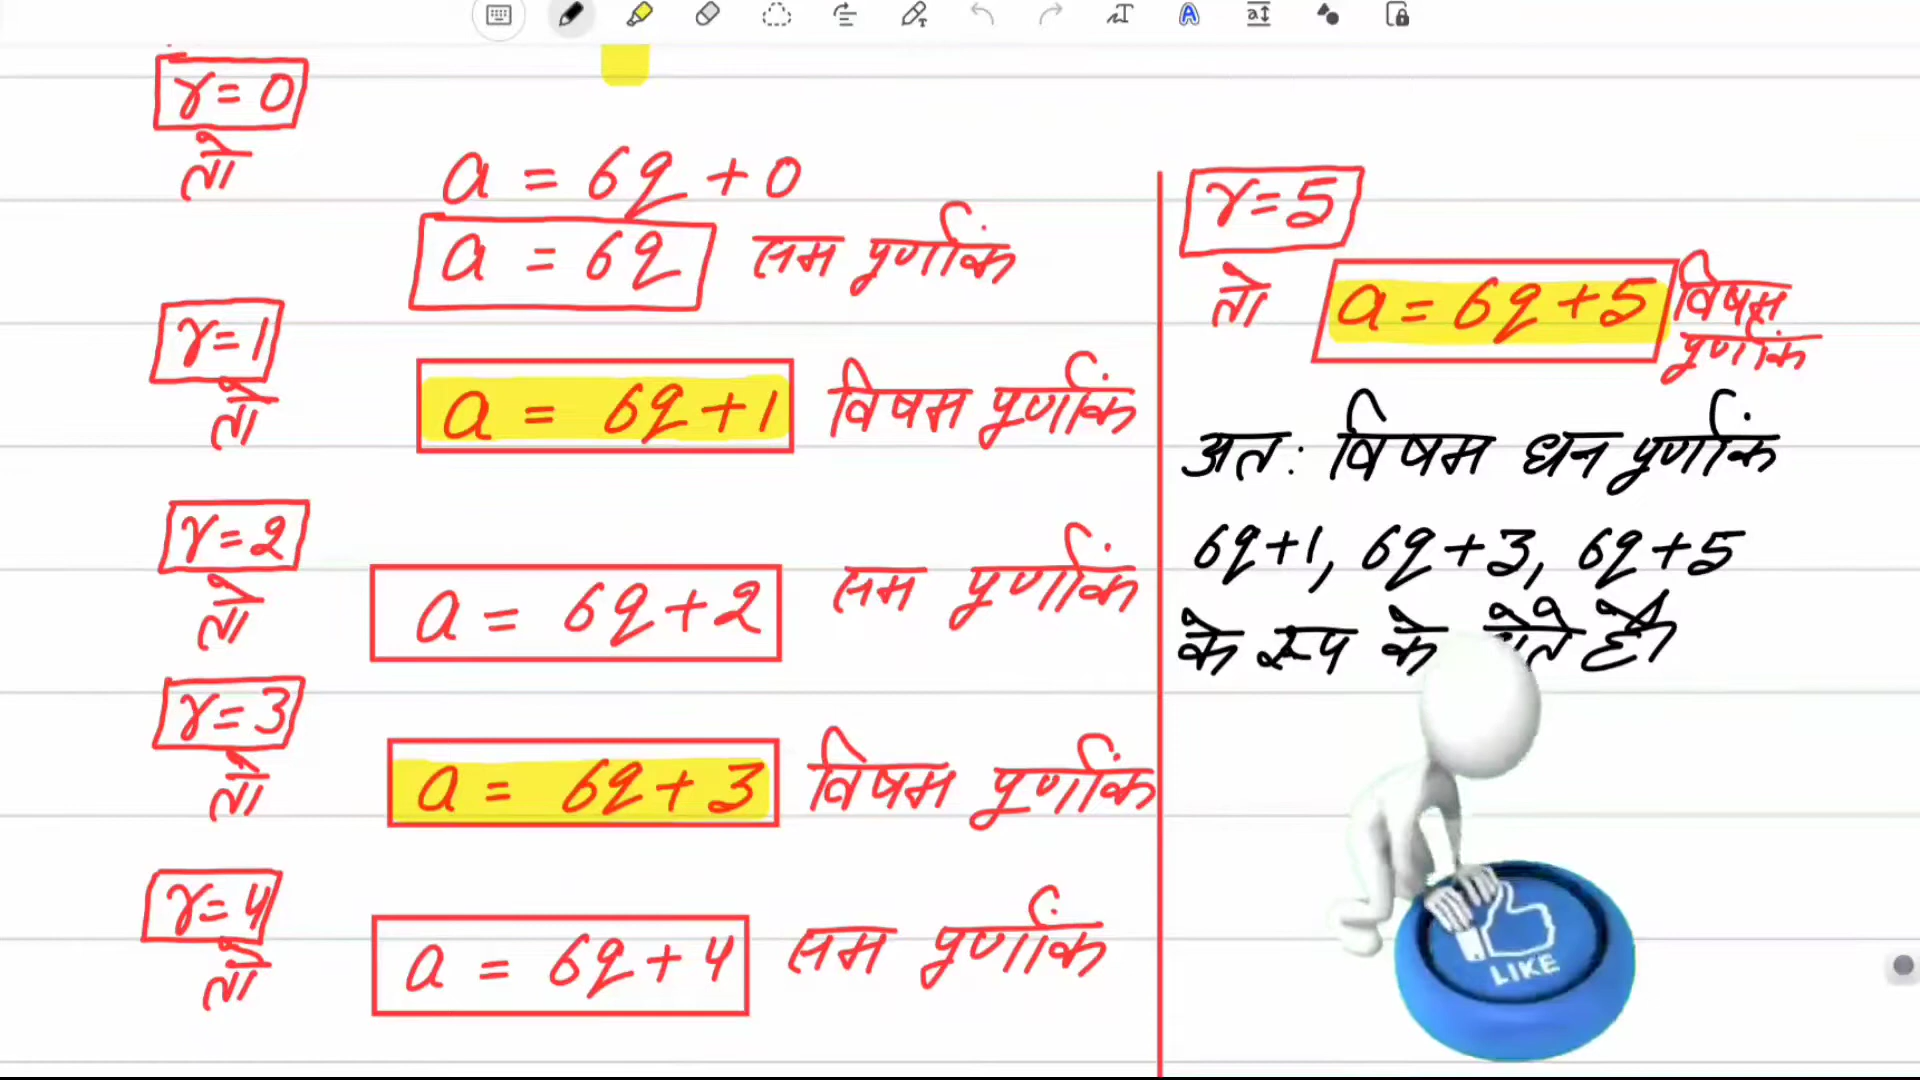 r=0
तो
a = 6q + 0
a = 6q सम पूर्णांक
r=1
तो
a = 6q+1 विषम पूर्णांक
r=2
तो
a = 6q+2 सम पूर्णांक
r=3
तो
a = 6q+3 विषम पूर्णांक
r=4
तो
a = 6q+4 सम पूर्णांक
r=5
तो
a = 6q+5 विषम
पूर्णांक
अत: विषम धन पूर्णांक
6q+1, 6q+3, 6q+5
के रूप के है।
LIKE